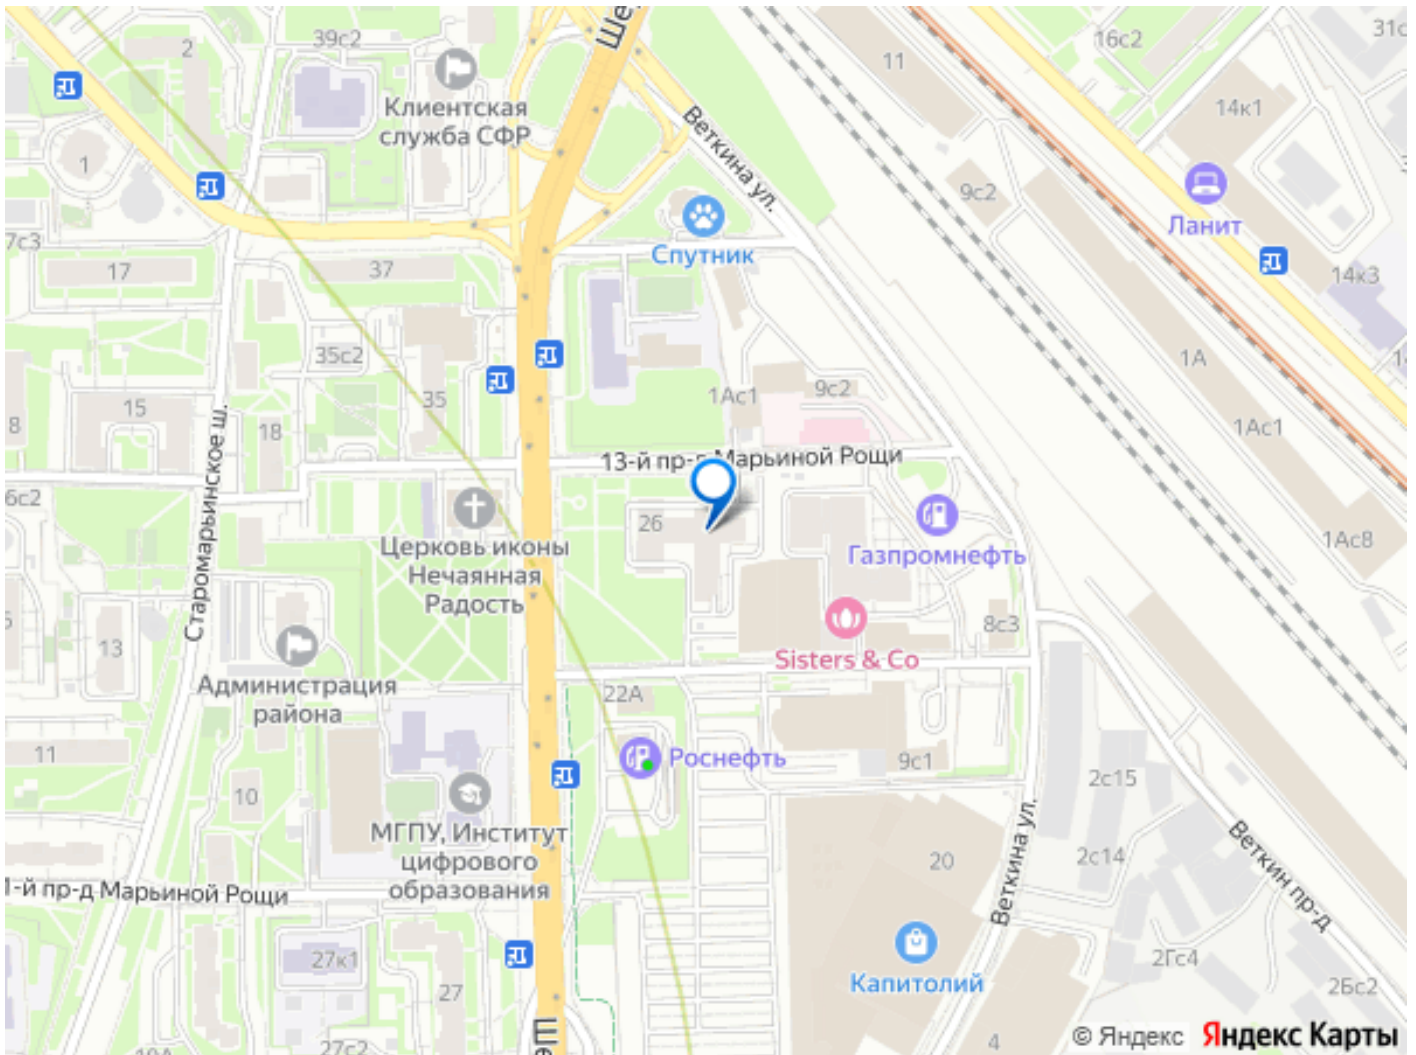 39с2
2
Клиентская
служба СФР
Ше
11
16с2
31с
14к1
Веткина ул.
1
9с2
Ланит
7с3
17
37
Спутник
14к3
35с2
1А
15
35
1Ас1
9с2
8
18
1Ас1
13-й пр-д Марьиной Рощи
6с2
Старомарьинское ш.
26
Церковь иконы
Нечаянная
Радость
Газпромнефть
1Ас8
13
8с3
Sisters & Co
Администрация
района
22А
11
Роснефть
9с1
2с15
10
МГПУ, Институт
цифрового
образования
20
2с14
Веткина ул.
Веткин пр-д
1-й пр-д Марьиной Рощи
27к1
27
Капитолий
2Гс4
2Бс2
Ше
4
27с2
10А
© Яндекс Яндекс Карты